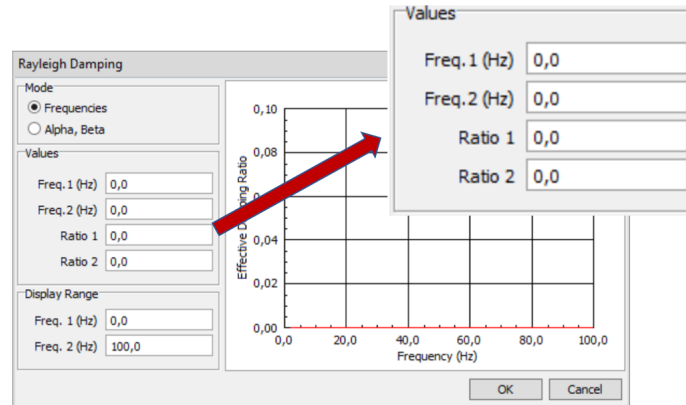 Values
Freq.1 (Hz) 0,0
Freq.2 (Hz) 0,0
Ratio 1 0,0
Ratio 2 0,0
Rayleigh Damping
Mode
Frequencies
Alpha, Beta
Values
Freq.1 (Hz) 0,0
Freq.2 (Hz) 0,0
Ratio 1 0,0
Ratio 2 0,0
Display Range
Freq. 1 (Hz) 0,0
Freq. 2 (Hz) 100,0
Effective Damping Ratio
0,10
0,08
0,04
0,02
0,00
0,0 20,0 40,0 60,0 80,0 100,0
Frequency (Hz)
OK Cancel